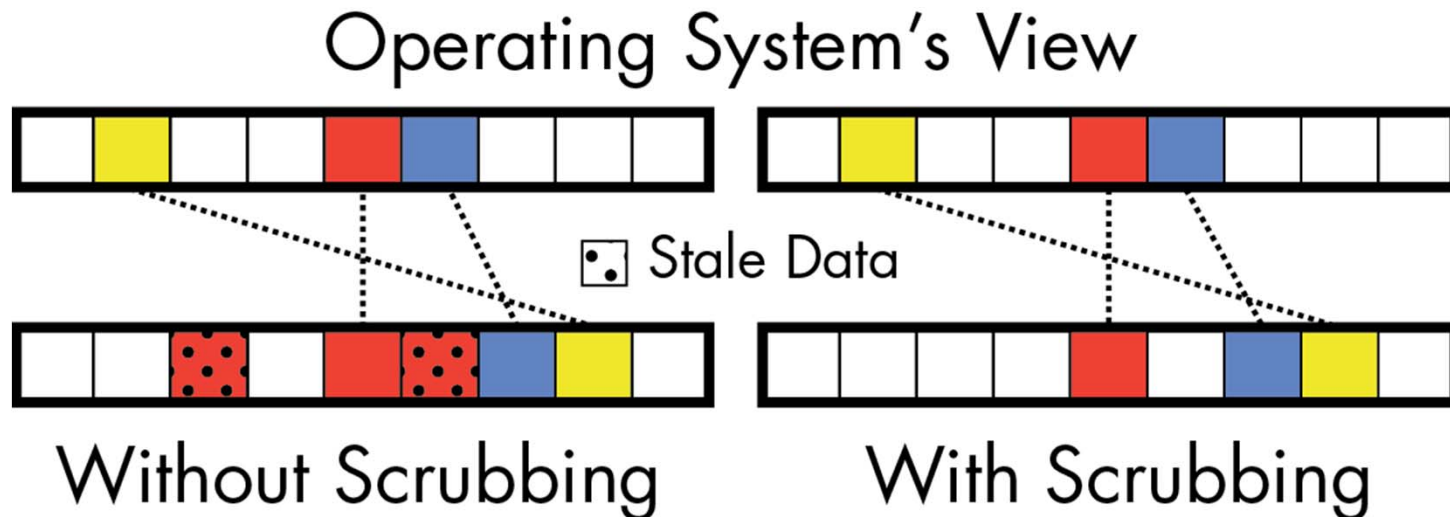 Operating System's View
Stale Data
Without Scrubbing
With Scrubbing